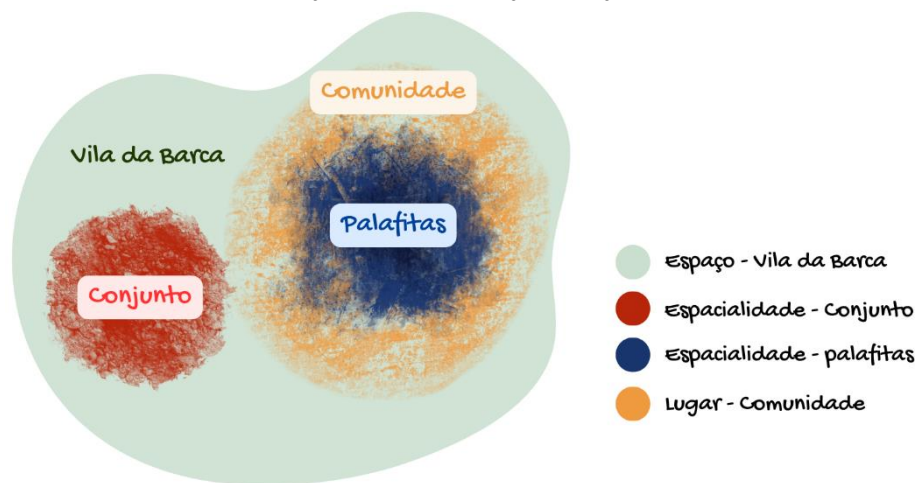 Comunidade
Vila da Barca
Palafitas
Conjunto
Espaço - Vila da Barca
Espacialidade - Conjunto
Espacialidade - palafitas
Lugar - Comunidade